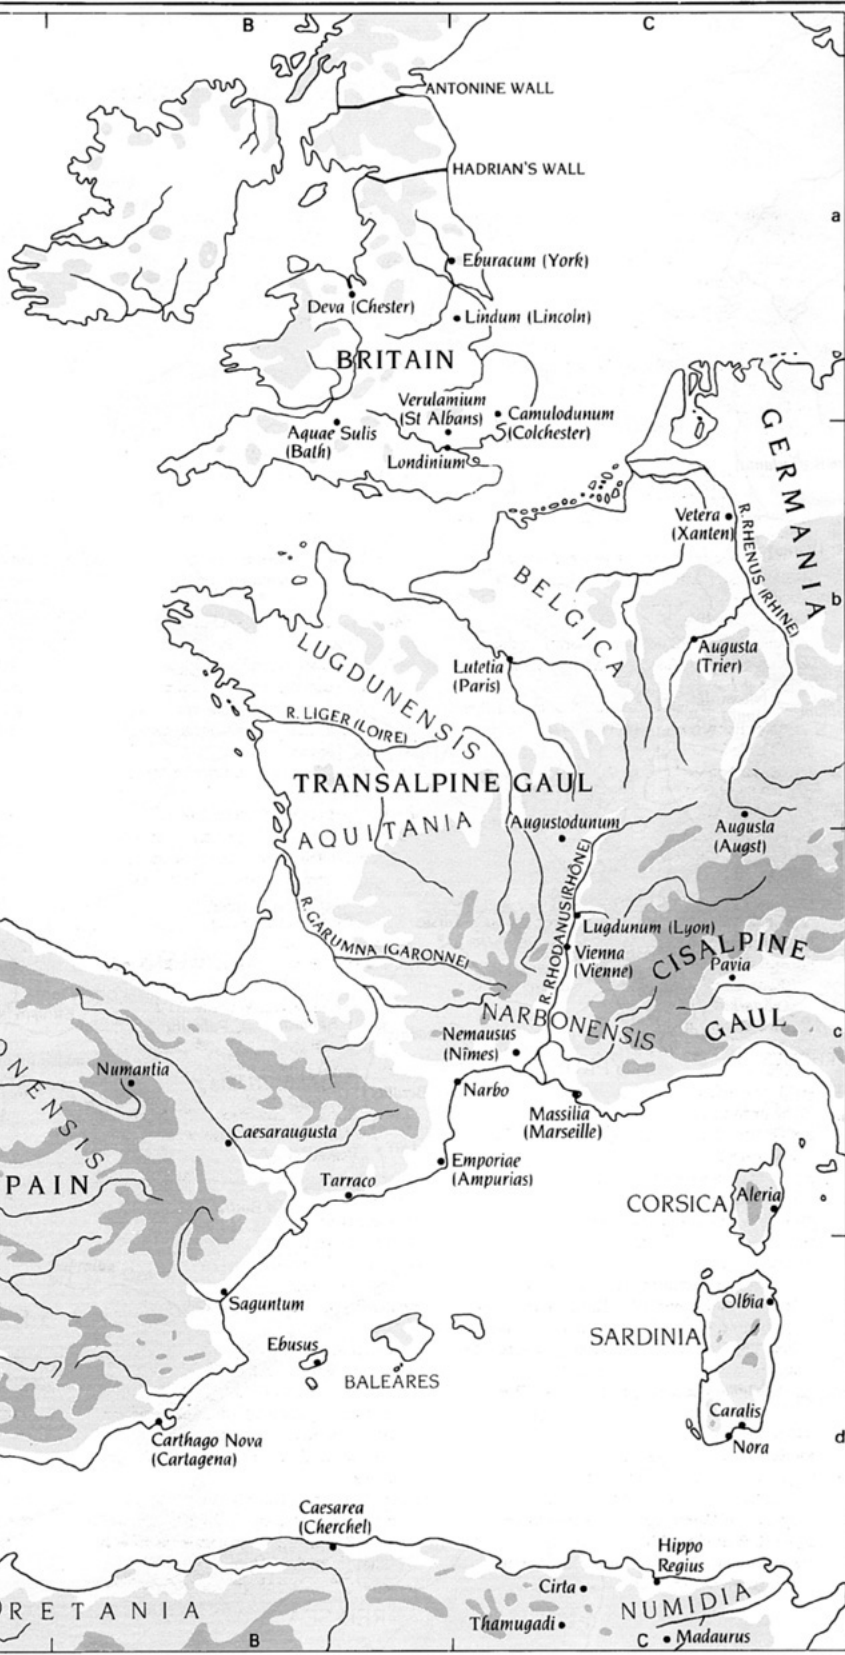 B
C
ANTONINE WALL
HADRIAN'S WALL
a
Eburacum (York)
Deva (Chester)
Lindum (Lincoln)
BRITAIN
Verulamium
(St Albans)
Camulodunum
(Colchester)
Aquae Sulis
(Bath)
Londinium
GERMANIA
Vetera
(Xanten)
R. RHENUS (RHINE)
BELGICA
b
LUGDUNENSIS
Augusta
(Trier)
Lutetia
(Paris)
R. LIGER (LOIRE)
TRANSALPINE GAUL
AQUITANIA
Augustodunum
Augusta
(Augst)
R. RHODANUS (RHÔNE)
R. GARUMNA (GARONNE)
Lugdunum (Lyon)
Vienna
(Vienne)
CISALPINE
Pavia
GAUL
NARBONENSIS
c
Nemausus
(Nîmes)
ONENSIS
Numantia
Narbo
Massilia
(Marseille)
Caesaraugusta
PAIN
Tarraco
Emporiae
(Ampurias)
CORSICA
Aleria
Saguntum
Olbia
SARDINIA
Ebusus
BALEARES
Caralis
Nora
d
Carthago Nova
(Cartagena)
Caesarea
(Cherchel)
Hippo
Regius
Cirta
NUMIDIA
RETANIA
Thamugadi
Madaurus
B
C